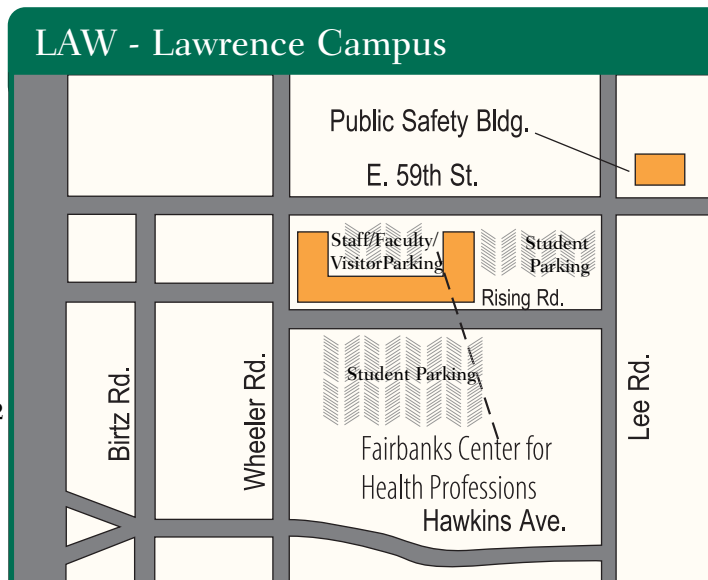 LAW - Lawrence Campus
Public Safety Bldg.
E. 59th St.
Staff/Faculty/
VisitorParking
Student
Parking
Rising Rd.
Student Parking
Birtz Rd.
Wheeler Rd.
Lee Rd.
Fairbanks Center for
Health Professions
Hawkins Ave.